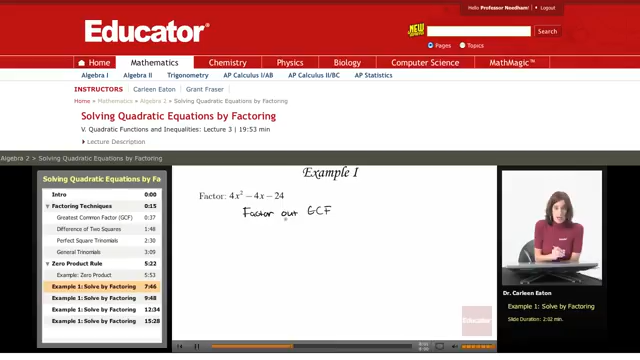 Hello Professor Needham! Logout
Educator®
NEW
Search
Pages Topics
Home Mathematics Chemistry Physics Biology Computer Science MathMagic™
Algebra I Algebra II Trigonometry AP Calculus I/AB AP Calculus II/BC AP Statistics
INSTRUCTORS Carleen Eaton Grant Fraser
Home » Mathematics » Algebra 2 » Solving Quadratic Equations by Factoring
Solving Quadratic Equations by Factoring
V. Quadratic Functions and Inequalities: Lecture 3 | 19:53 min
Lecture Description
Algebra 2 > Solving Quadratic Equations by Factoring
Solving Quadratic Equations by Fa
Intro 0:00
Factoring Techniques 0:15
Greatest Common Factor (GCF) 0:37
Difference of Two Squares 1:48
Perfect Square Trinomials 2:30
General Trinomials 3:09
Zero Product Rule 5:22
Example: Zero Product 5:53
Example 1: Solve by Factoring 7:46
Example 1: Solve by Factoring 9:48
Example 1: Solve by Factoring 12:34
Example 1: Solve by Factoring 15:28
Example I
Factor: 4x² − 4x − 24
Factor out GCF
Educator
Dr. Carleen Eaton
Example 1: Solve by Factoring
Slide Duration: 2:02 min.